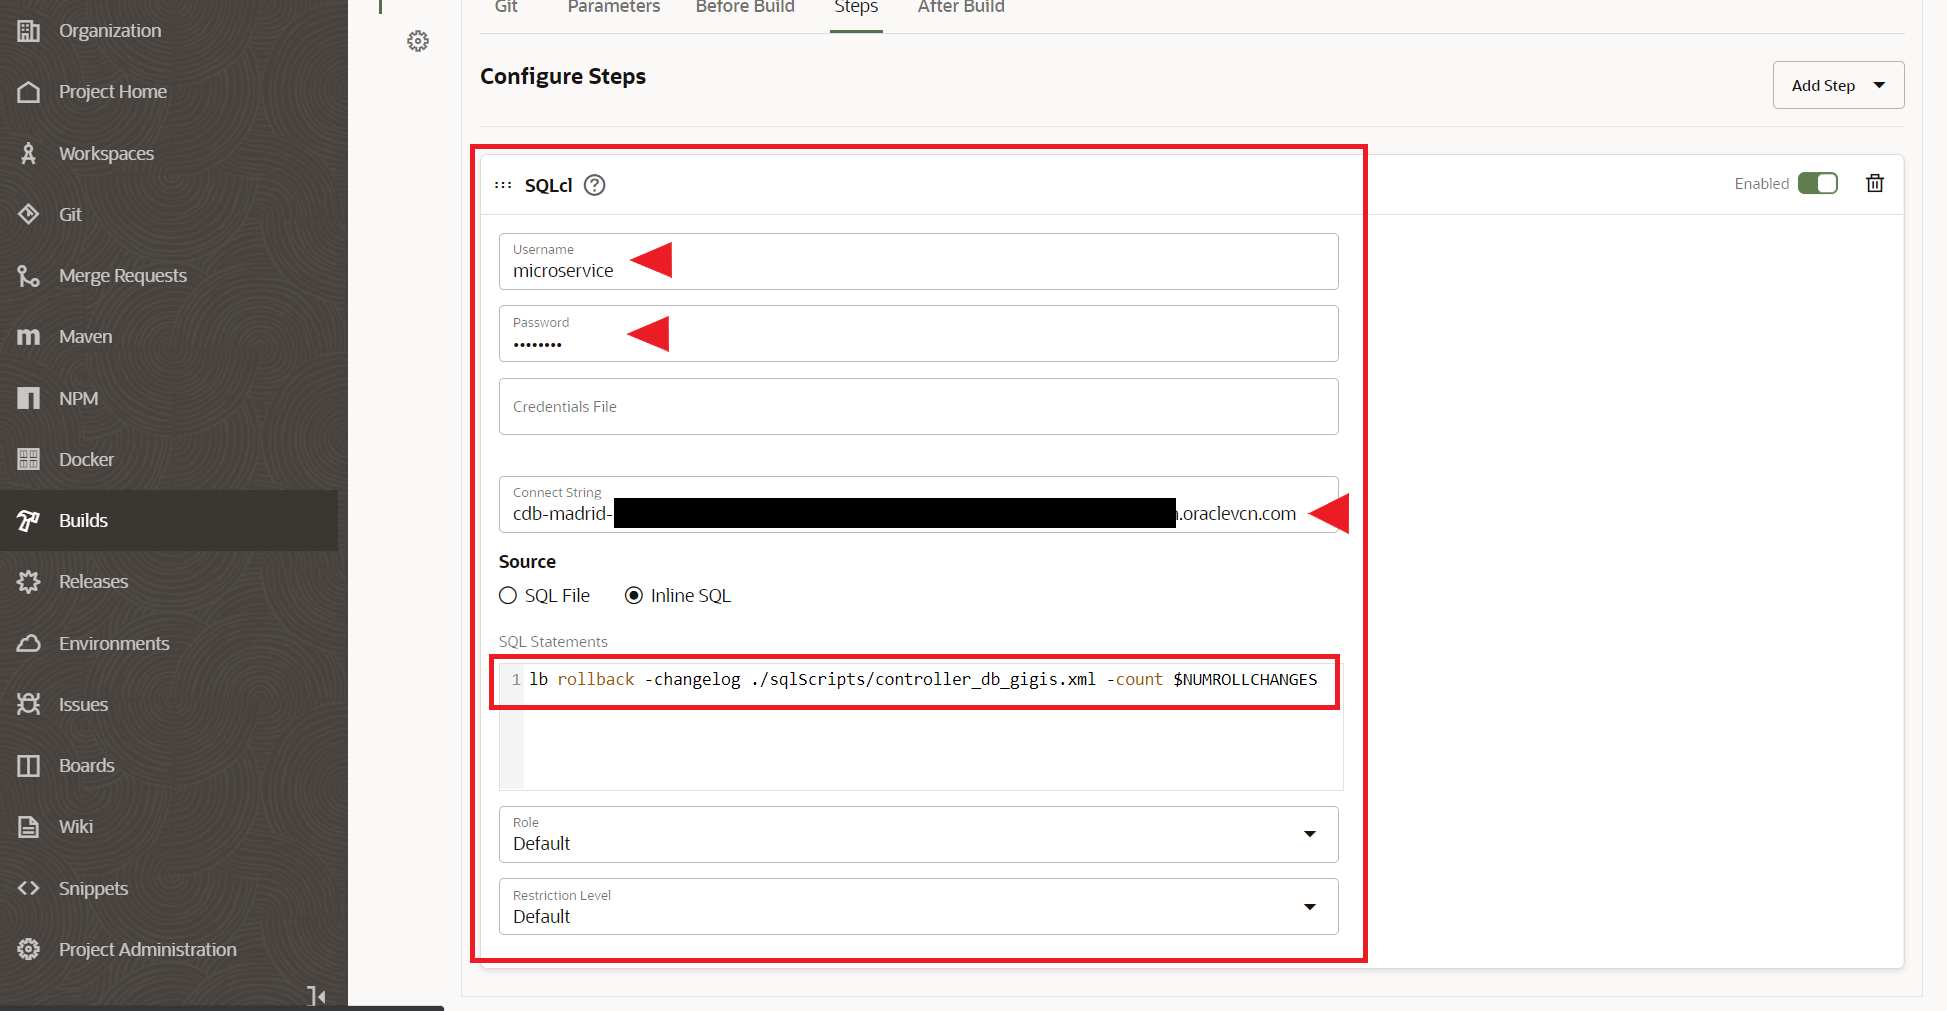 Organization
Project Home
Workspaces
Git
Merge Requests
Maven
NPM
Docker
Builds
Releases
Environments
Issues
Boards
Wiki
Snippets
Project Administration
Git Parameters Before Build Steps After Build
Configure Steps
Add Step
SQLcl
Enabled
Username
microservice
Password
••••••••
Credentials File
Connect String
cdb-madrid- .oraclevcn.com
Source
SQL File Inline SQL
SQL Statements
1 lb rollback -changelog ./sqlScripts/controller_db_gigis.xml -count $NUMROLLCHANGES
Role
Default
Restriction Level
Default